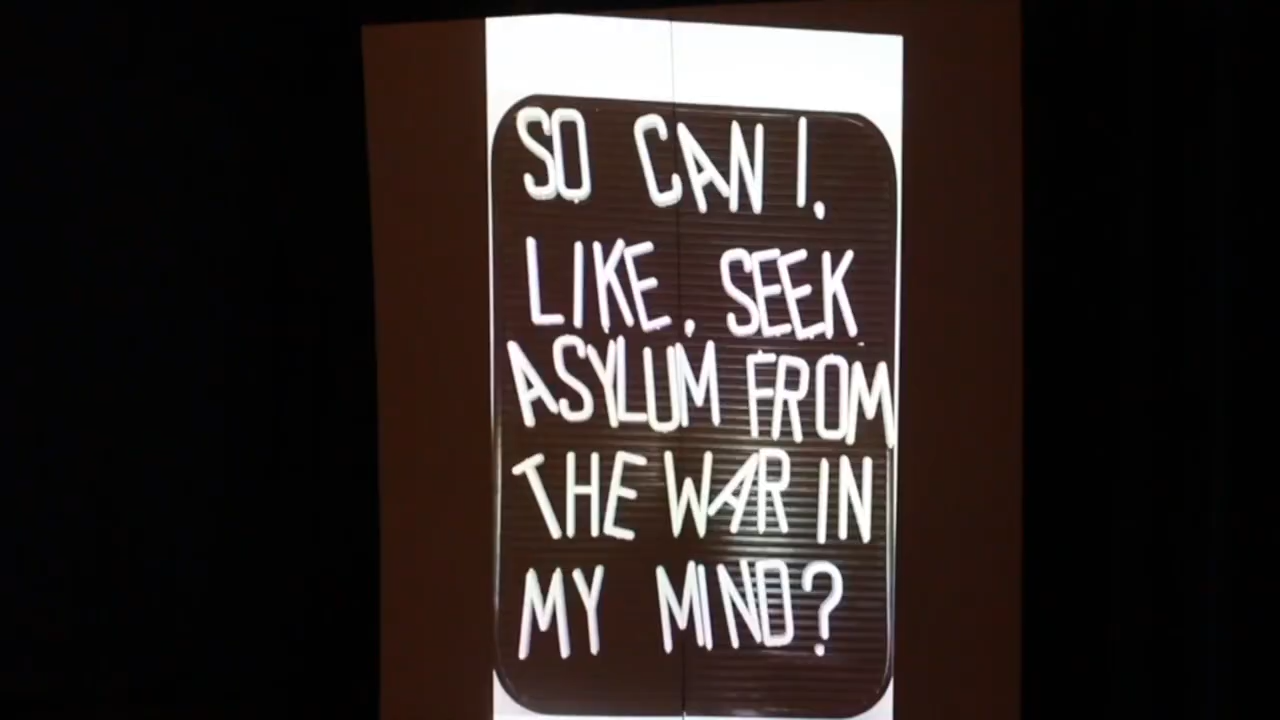 SO CAN I,
LIKE, SEEK
ASYLUM FROM
THE WAR IN
MY MIND?